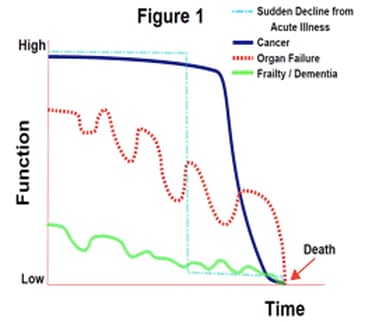 Figure 1
Sudden Decline from
Acute Illness
Cancer
Organ Failure
Frailty / Dementia
High
Function
Low
Death
Time